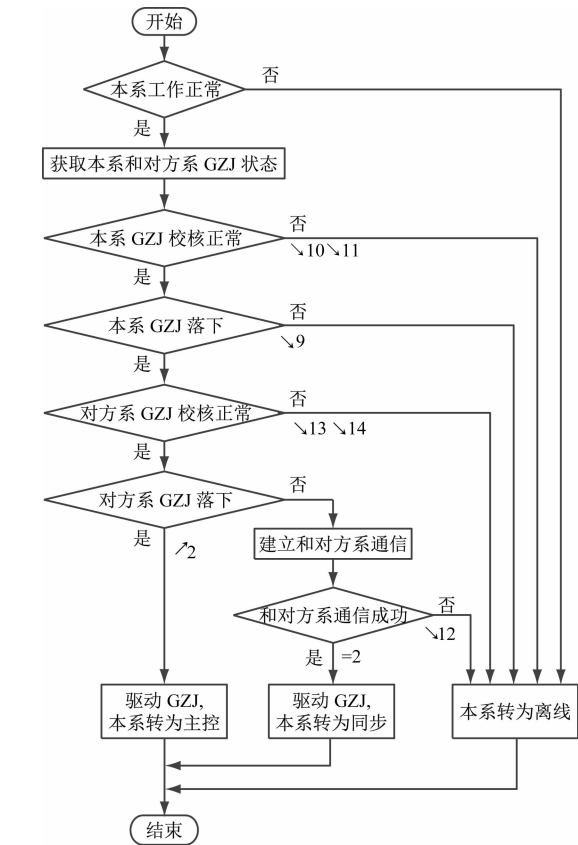 开始
本系工作正常
否
是
获取本系和对方系 GZJ 状态
本系 GZJ 校核正常
否
↘10↘11
是
本系 GZJ 落下
否
↘9
是
对方系 GZJ 校核正常
否
↘13 ↘14
是
对方系 GZJ 落下
否
是
↗2
建立和对方系通信
和对方系通信成功
否
↘12
是
=2
驱动 GZJ,
本系转为主控
驱动 GZJ,
本系转为同步
本系转为离线
结束